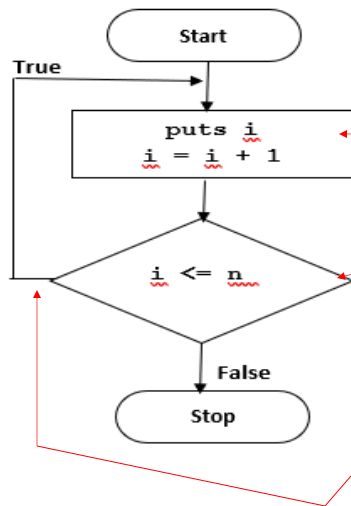 Start
True
puts i
i = i + 1
i <= n
False
Stop